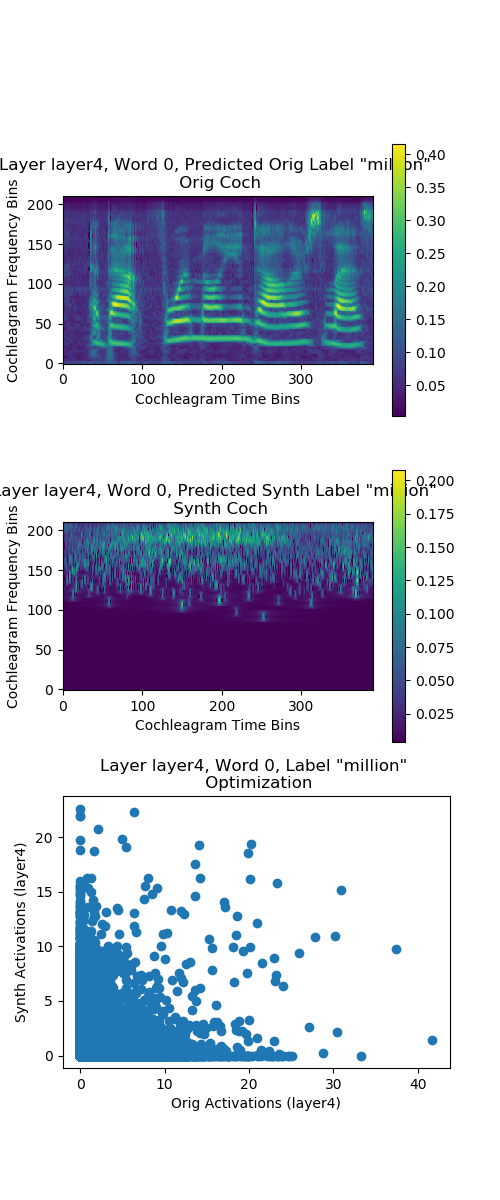 Layer layer4, Word 0, Predicted Orig Label "million"
Orig Coch
Cochleagram Frequency Bins
200
150
100
50
0
0 100 200 300
Cochleagram Time Bins
0.40
0.35
0.30
0.25
0.20
0.15
0.10
0.05
Layer layer4, Word 0, Predicted Synth Label "million"
Synth Coch
Cochleagram Frequency Bins
200
150
100
50
0
0 100 200 300
Cochleagram Time Bins
0.200
0.175
0.150
0.125
0.100
0.075
0.050
0.025
Layer layer4, Word 0, Label "million"
Optimization
Synth Activations (layer4)
20
15
10
5
0
0 10 20 30 40
Orig Activations (layer4)